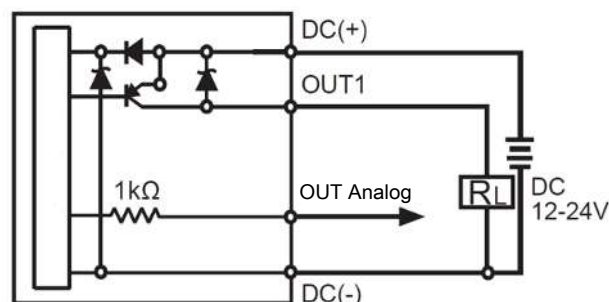 DC(+)
OUT1
1kΩ
OUT Analog
RL
DC
12-24V
DC(-)